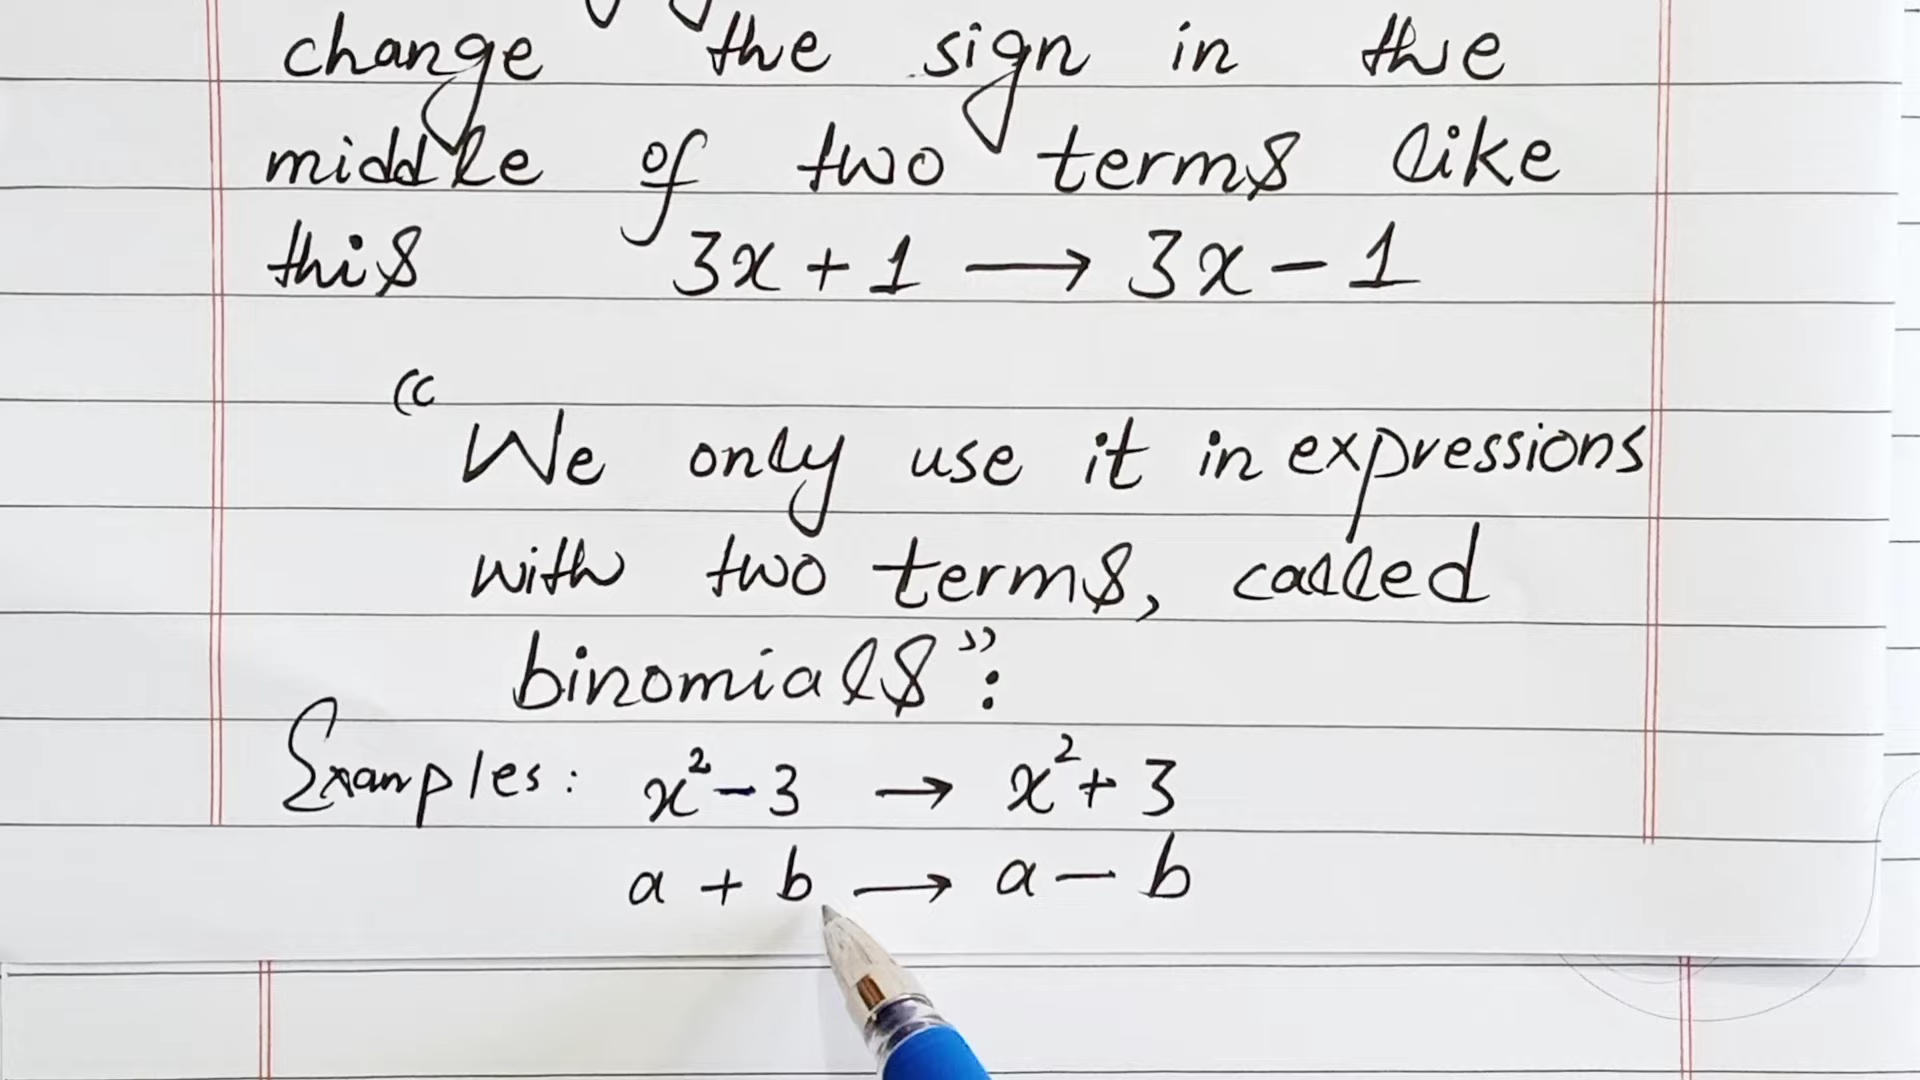 change the sign in the
middle of two terms like
this 3x + 1 → 3x - 1
“We only use it in expressions
with two terms, called
binomials”:
Examples: x² - 3 → x² + 3
a + b → a - b